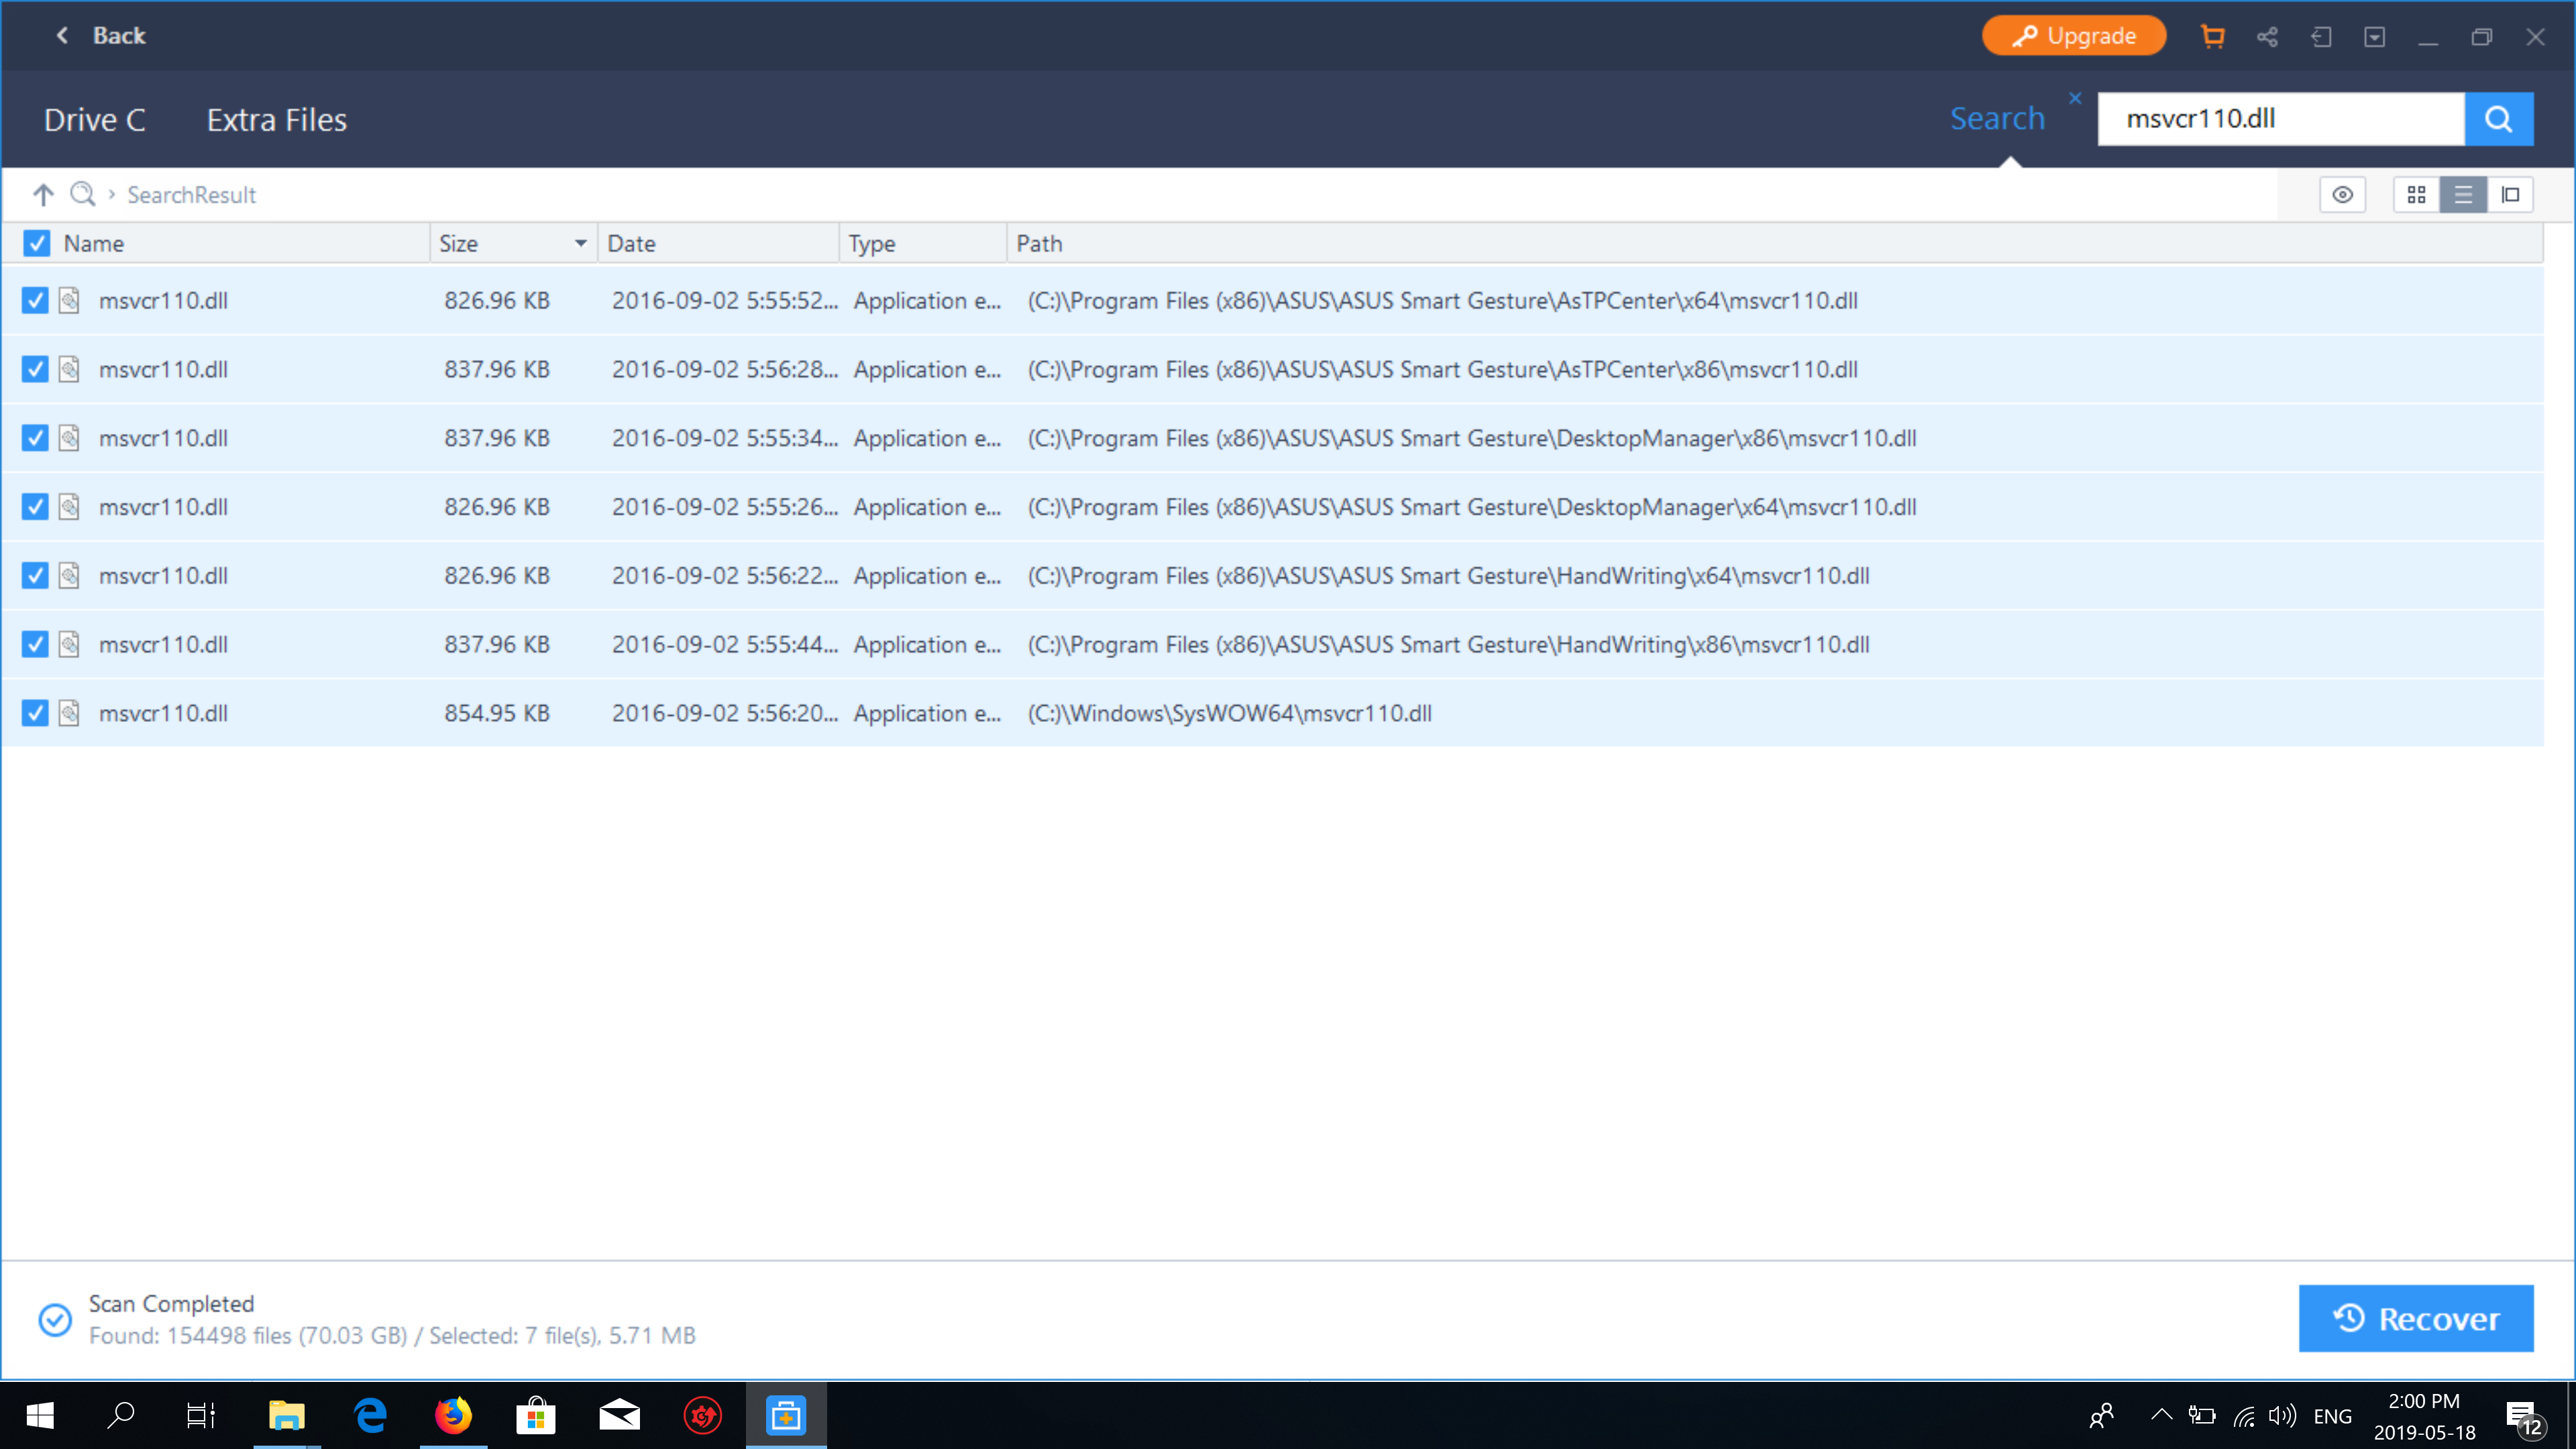 Back
Upgrade
Drive C Extra Files Search msvcr110.dll
SearchResult
Name Size Date Type Path
msvcr110.dll 826.96 KB 2016-09-02 5:55:52... Application e... (C:)\Program Files (x86)\ASUS\ASUS Smart Gesture\AsTPCenter\x64\msvcr110.dll
msvcr110.dll 837.96 KB 2016-09-02 5:56:28... Application e... (C:)\Program Files (x86)\ASUS\ASUS Smart Gesture\AsTPCenter\x86\msvcr110.dll
msvcr110.dll 837.96 KB 2016-09-02 5:55:34... Application e... (C:)\Program Files (x86)\ASUS\ASUS Smart Gesture\DesktopManager\x86\msvcr110.dll
msvcr110.dll 826.96 KB 2016-09-02 5:55:26... Application e... (C:)\Program Files (x86)\ASUS\ASUS Smart Gesture\DesktopManager\x64\msvcr110.dll
msvcr110.dll 826.96 KB 2016-09-02 5:56:22... Application e... (C:)\Program Files (x86)\ASUS\ASUS Smart Gesture\HandWriting\x64\msvcr110.dll
msvcr110.dll 837.96 KB 2016-09-02 5:55:44... Application e... (C:)\Program Files (x86)\ASUS\ASUS Smart Gesture\HandWriting\x86\msvcr110.dll
msvcr110.dll 854.95 KB 2016-09-02 5:56:20... Application e... (C:)\Windows\SysWOW64\msvcr110.dll
Scan Completed
Found: 154498 files (70.03 GB) / Selected: 7 file(s), 5.71 MB
Recover
ENG
2:00 PM
2019-05-18
12